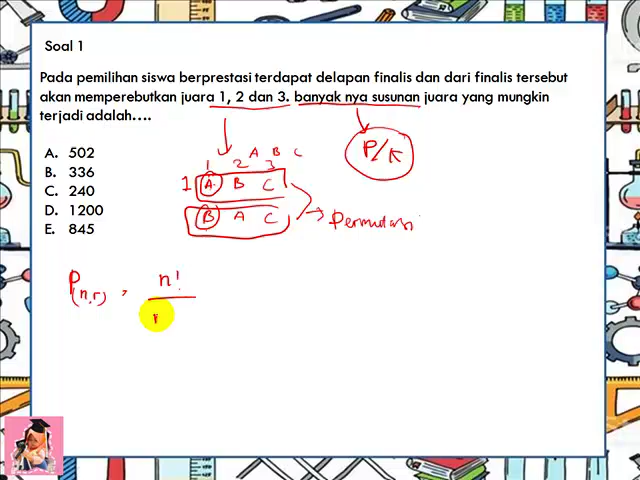 Soal 1
Pada pemilihan siswa berprestasi terdapat delapan finalis dan dari finalis tersebut
akan memperebutkan juara 1, 2 dan 3. banyak nya susunan juara yang mungkin
terjadi adalah....
A. 502
B. 336
C. 240
D. 1200
E. 845
A B C
1 2 3
1 A B C
B A C
P/K
Permutasi
P(n,r) = n!